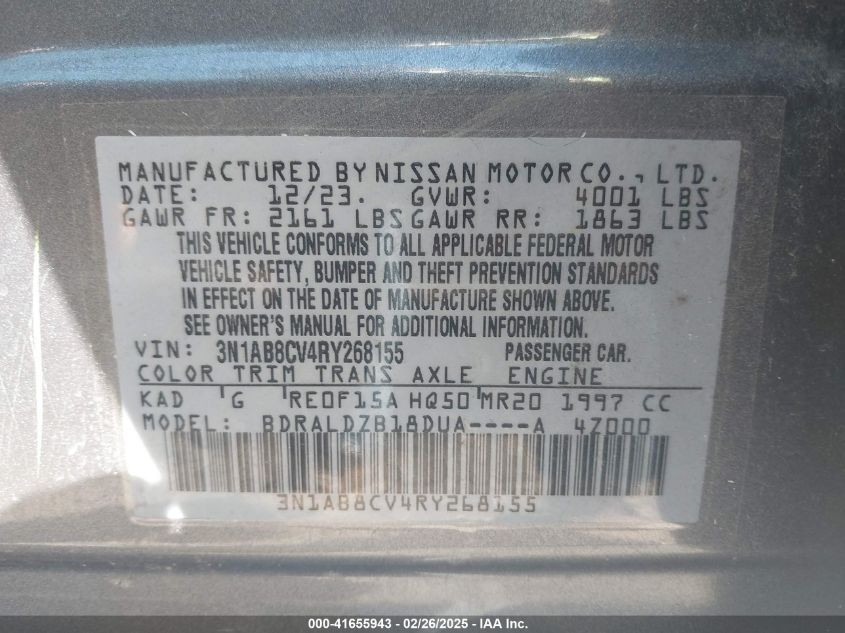 MANUFACTURED BY NISSAN MOTOR CO., LTD.
DATE: 12/23. GVWR: 4001 LBS
GAWR FR: 2161 LBS GAWR RR: 1863 LBS
THIS VEHICLE CONFORMS TO ALL APPLICABLE FEDERAL MOTOR
VEHICLE SAFETY, BUMPER AND THEFT PREVENTION STANDARDS
IN EFFECT ON THE DATE OF MANUFACTURE SHOWN ABOVE.
SEE OWNER'S MANUAL FOR ADDITIONAL INFORMATION.
VIN: 3N1AB8CV4RY268155 PASSENGER CAR.
COLOR TRIM TRANS AXLE ENGINE
KAD G RE0F15A HQ50 MR20 1997 CC
MODEL: BDRALDZB18DUA----A 4Z000
3N1AB8CV4RY268155
000-41655943 - 02/26/2025 - IAA Inc.